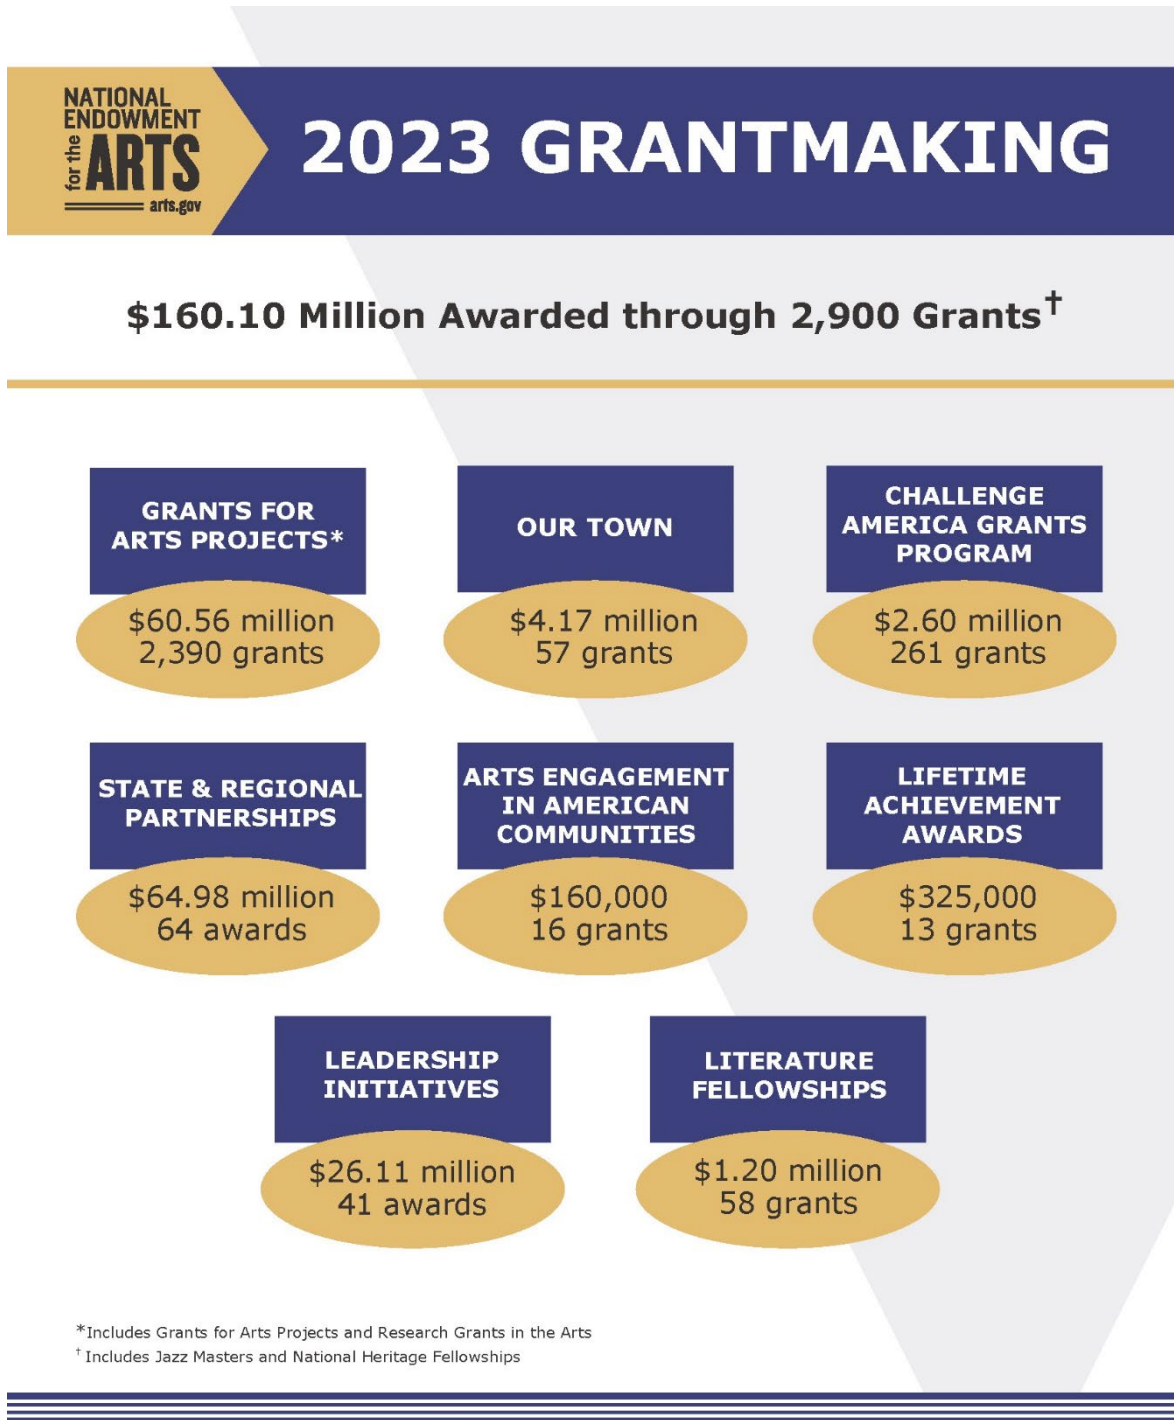 NATIONAL
ENDOWMENT
for the ARTS
arts.gov
2023 GRANTMAKING
$160.10 Million Awarded through 2,900 Grants†
GRANTS FOR
ARTS PROJECTS*
$60.56 million
2,390 grants
OUR TOWN
$4.17 million
57 grants
CHALLENGE
AMERICA GRANTS
PROGRAM
$2.60 million
261 grants
STATE & REGIONAL
PARTNERSHIPS
$64.98 million
64 awards
ARTS ENGAGEMENT
IN AMERICAN
COMMUNITIES
$160,000
16 grants
LIFETIME
ACHIEVEMENT
AWARDS
$325,000
13 grants
LEADERSHIP
INITIATIVES
$26.11 million
41 awards
LITERATURE
FELLOWSHIPS
$1.20 million
58 grants
*Includes Grants for Arts Projects and Research Grants in the Arts
† Includes Jazz Masters and National Heritage Fellowships